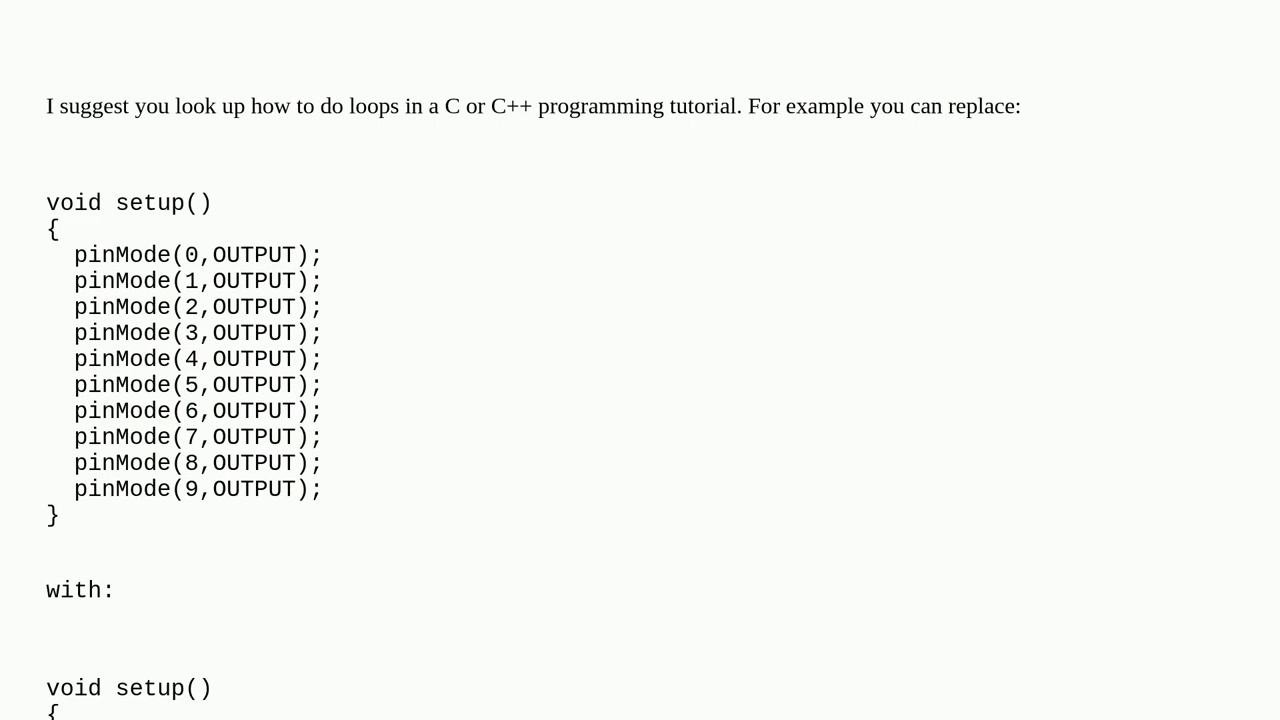 I suggest you look up how to do loops in a C or C++ programming tutorial. For example you can replace:
void setup()
{
  pinMode(0,OUTPUT);
  pinMode(1,OUTPUT);
  pinMode(2,OUTPUT);
  pinMode(3,OUTPUT);
  pinMode(4,OUTPUT);
  pinMode(5,OUTPUT);
  pinMode(6,OUTPUT);
  pinMode(7,OUTPUT);
  pinMode(8,OUTPUT);
  pinMode(9,OUTPUT);
}
with:
void setup()
{